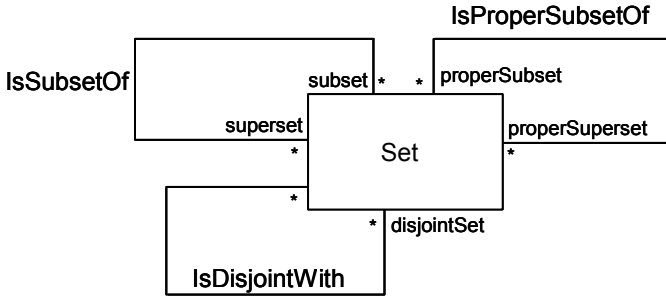 IsProperSubsetOf
IsSubsetOf
subset * * properSubset
superset
*
properSuperset
*
Set
*
* disjointSet
IsDisjointWith